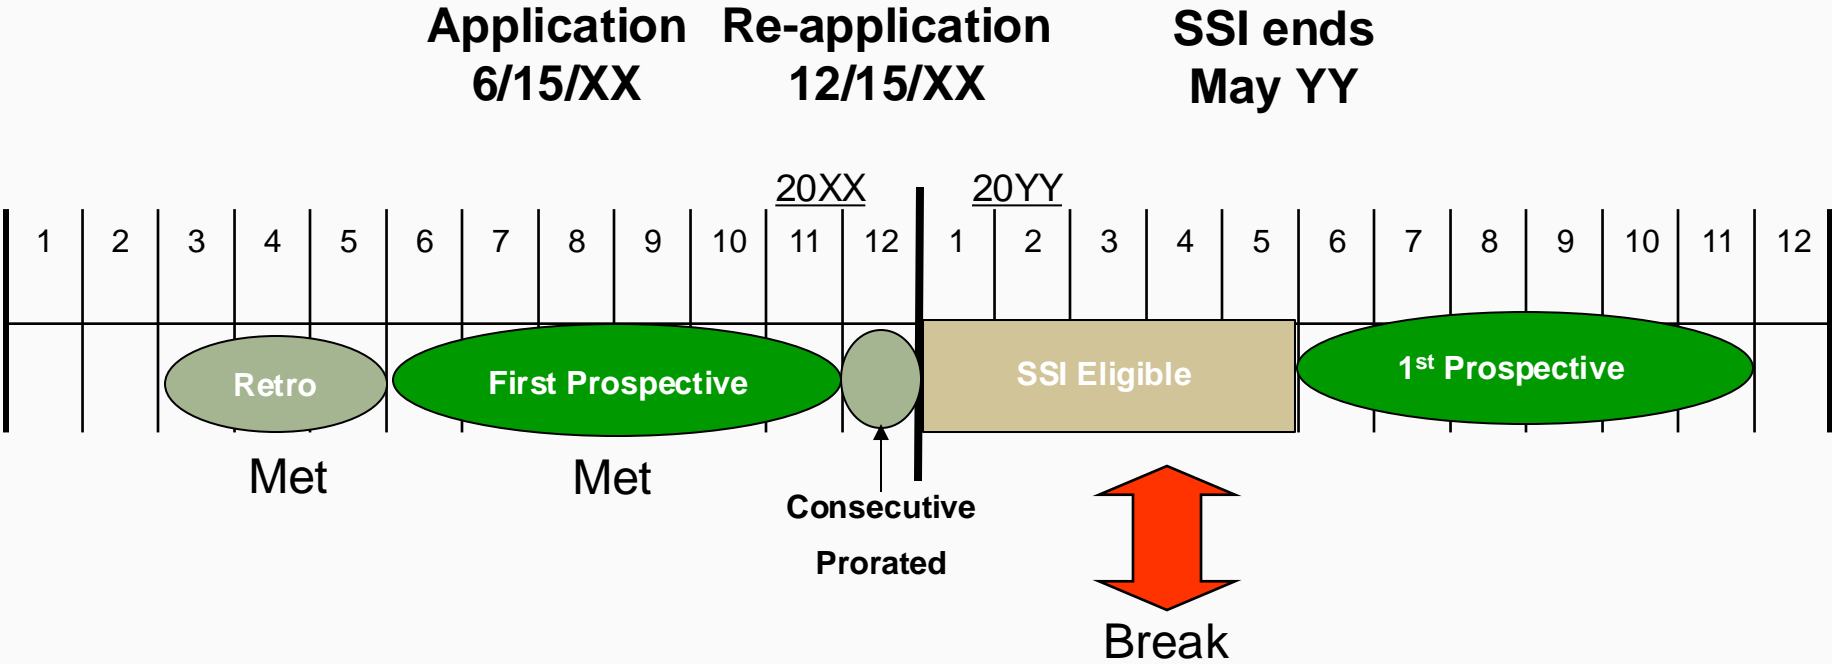 Application Re-application SSI ends
6/15/XX 12/15/XX May YY
20XX 20YY
1 2 3 4 5 6 7 8 9 10 11 12 1 2 3 4 5 6 7 8 9 10 11 12
Retro First Prospective SSI Eligible 1st Prospective
Met Met
Consecutive
Prorated
Break